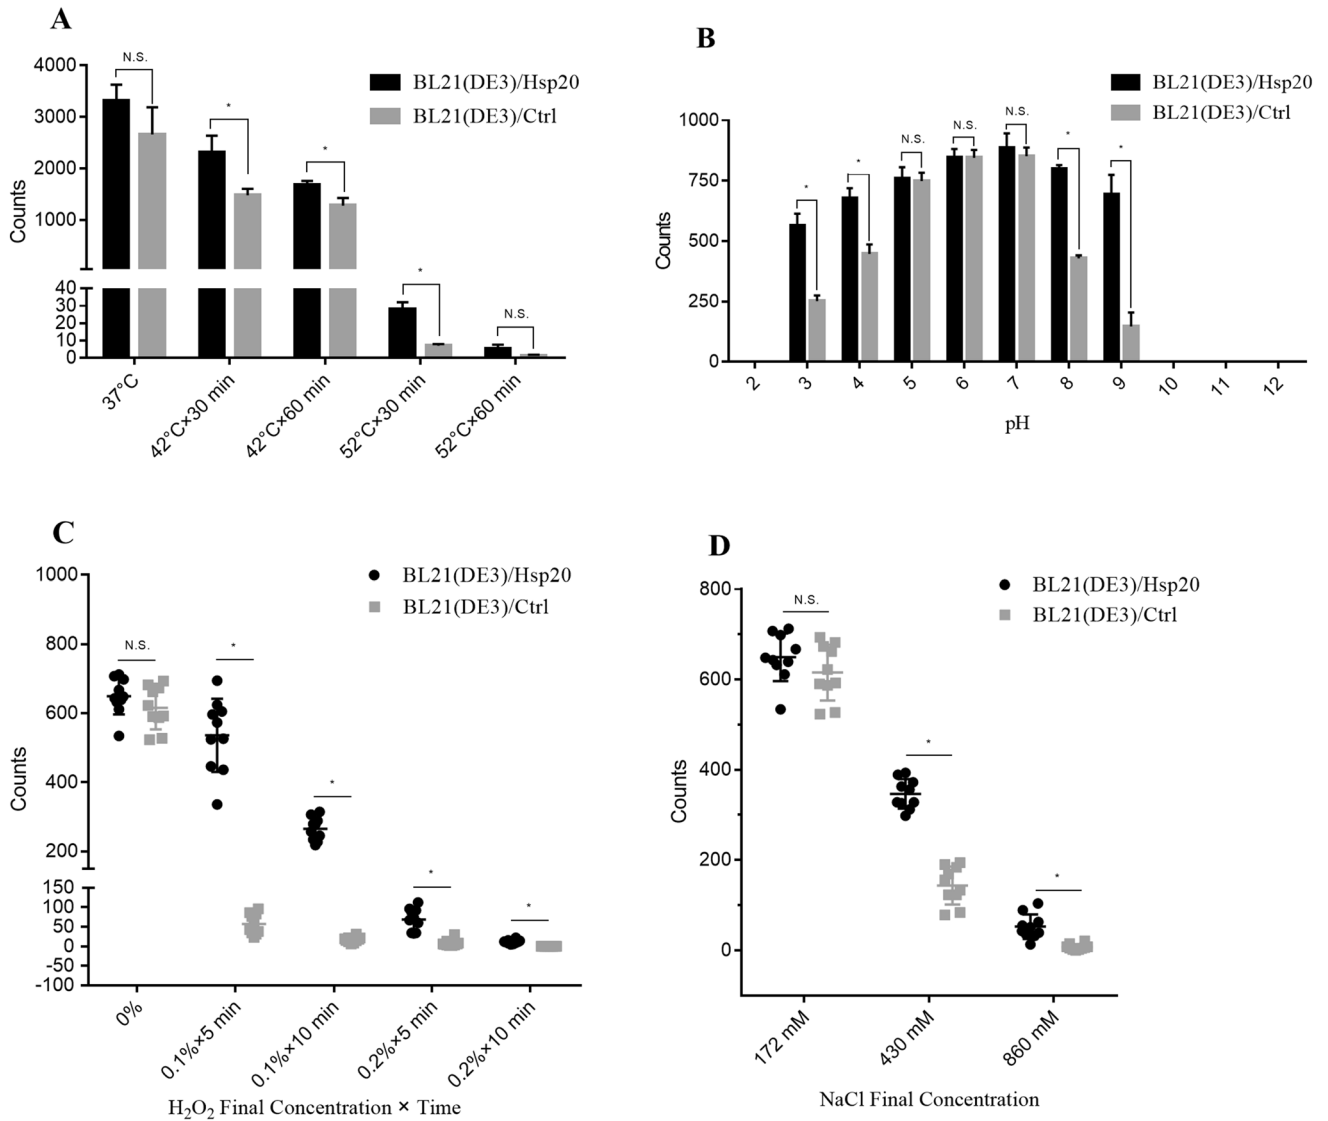 A
N.S.
*
*
*
N.S.
BL21(DE3)/Hsp20
BL21(DE3)/Ctrl
Counts
4000
3000
2000
1000
40
30
20
10
0
37°C
42°C×30 min
42°C×60 min
52°C×30 min
52°C×60 min
B
BL21(DE3)/Hsp20
BL21(DE3)/Ctrl
*
*
N.S.
N.S.
N.S.
*
*
Counts
1000
750
500
250
0
2 3 4 5 6 7 8 9 10 11 12
pH
C
BL21(DE3)/Hsp20
BL21(DE3)/Ctrl
N.S.
*
*
*
*
Counts
1000
800
600
400
200
150
100
50
0
-50
-100
0%
0.1%×5 min
0.1%×10 min
0.2%×5 min
0.2%×10 min
H₂O₂ Final Concentration × Time
D
BL21(DE3)/Hsp20
BL21(DE3)/Ctrl
N.S.
*
*
Counts
800
600
400
200
0
172 mM
430 mM
860 mM
NaCl Final Concentration